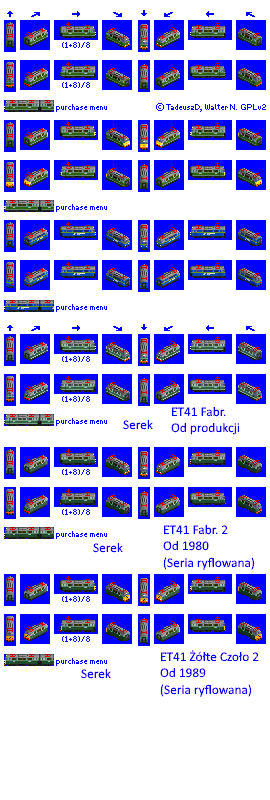 (1+8)/8
(1+8)/8
purchase menu
© TadeuszD, Walter N. GPLv2
purchase menu
purchase menu
(1+8)/8
(1+8)/8
purchase menu
Serek
ET41 Fabr.
Od produkcji
(1+8)/8
(1+8)/8
purchase menu
Serek
ET41 Fabr. 2
Od 1980
(Seria ryflowana)
(1+8)/8
(1+8)/8
purchase menu
Serek
ET41 Żółte Czoło 2
Od 1989
(Seria ryflowana)